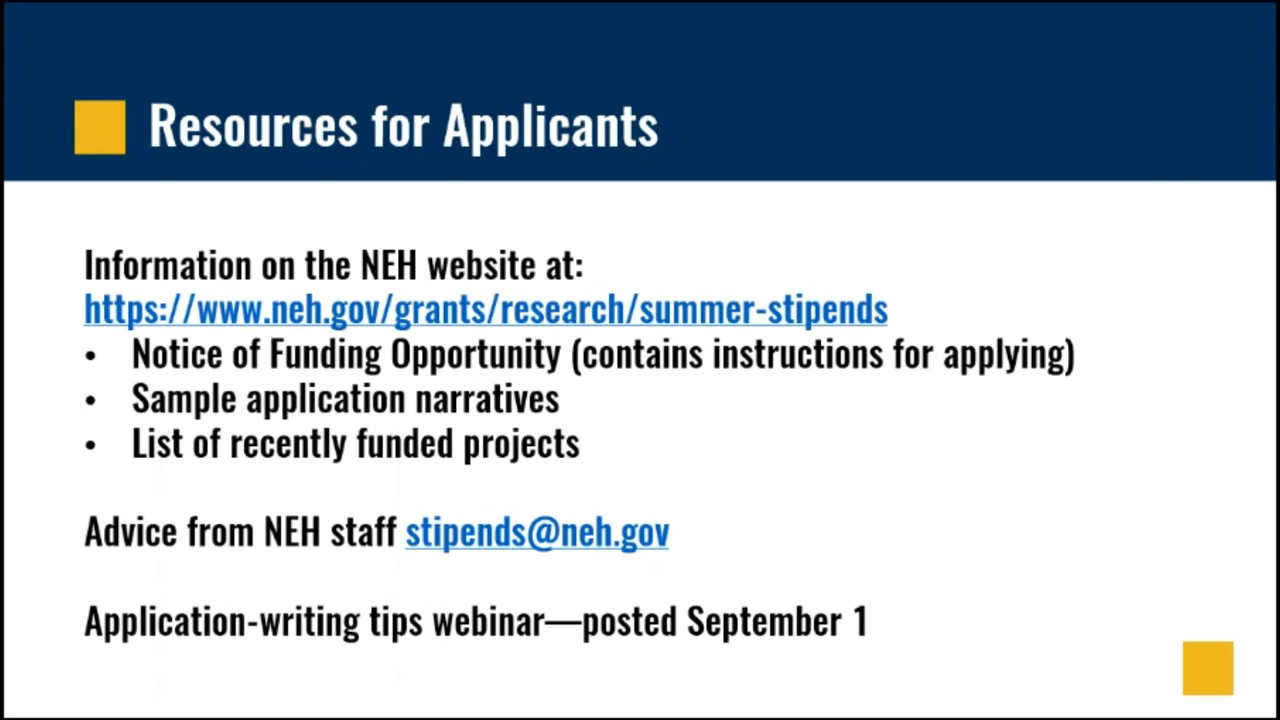 Resources for Applicants
Information on the NEH website at:
https://www.neh.gov/grants/research/summer-stipends
• Notice of Funding Opportunity (contains instructions for applying)
• Sample application narratives
• List of recently funded projects
Advice from NEH staff stipends@neh.gov
Application-writing tips webinar—posted September 1